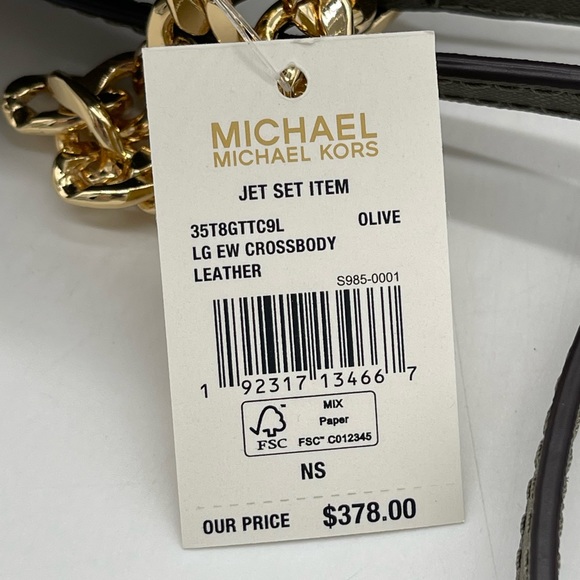 MICHAEL
MICHAEL KORS
JET SET ITEM
35T8GTTC9L OLIVE
LG EW CROSSBODY
LEATHER
S985-0001
1 92317 13466 7
MIX
Paper
FSC FSC™ C012345
NS
OUR PRICE $378.00